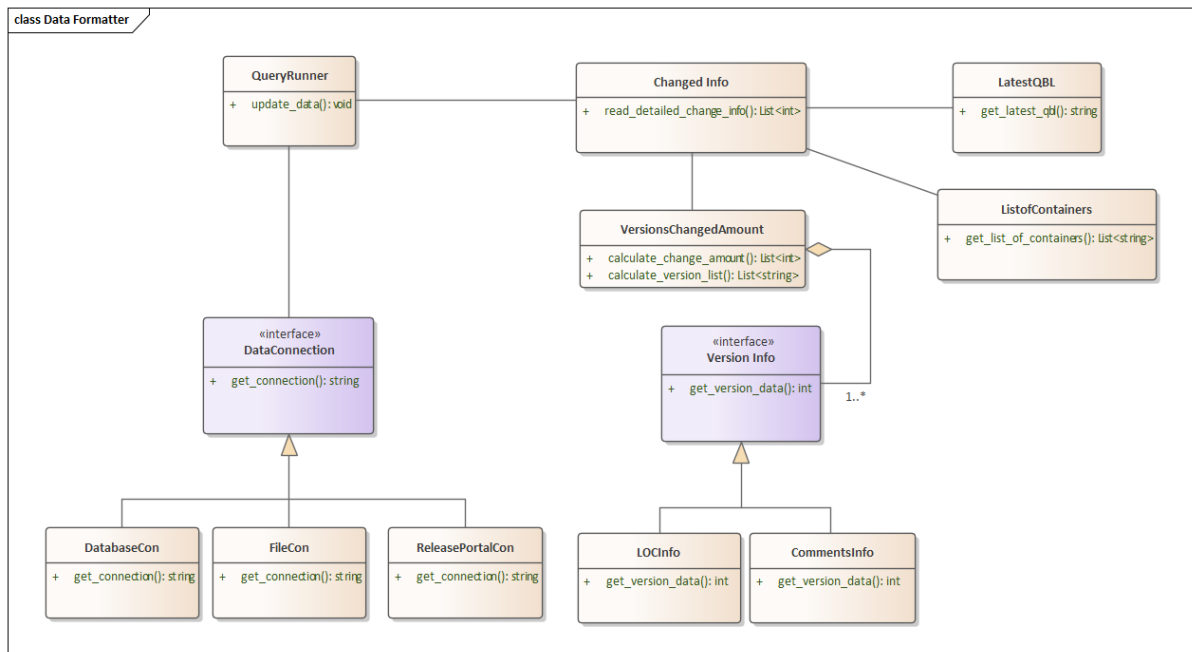 class Data Formatter
QueryRunner
+ update_data(): void
Changed Info
+ read_detailed_change_info(): List<int>
LatestQBL
+ get_latest_qbl(): string
ListofContainers
+ get_list_of_containers(): List<string>
VersionsChangedAmount
+ calculate_change_amount(): List<int>
+ calculate_version_list(): List<string>
«interface»
DataConnection
+ get_connection(): string
«interface»
Version Info
+ get_version_data(): int
1..*
DatabaseCon
+ get_connection(): string
FileCon
+ get_connection(): string
ReleasePortalCon
+ get_connection(): string
LOCInfo
+ get_version_data(): int
CommentsInfo
+ get_version_data(): int